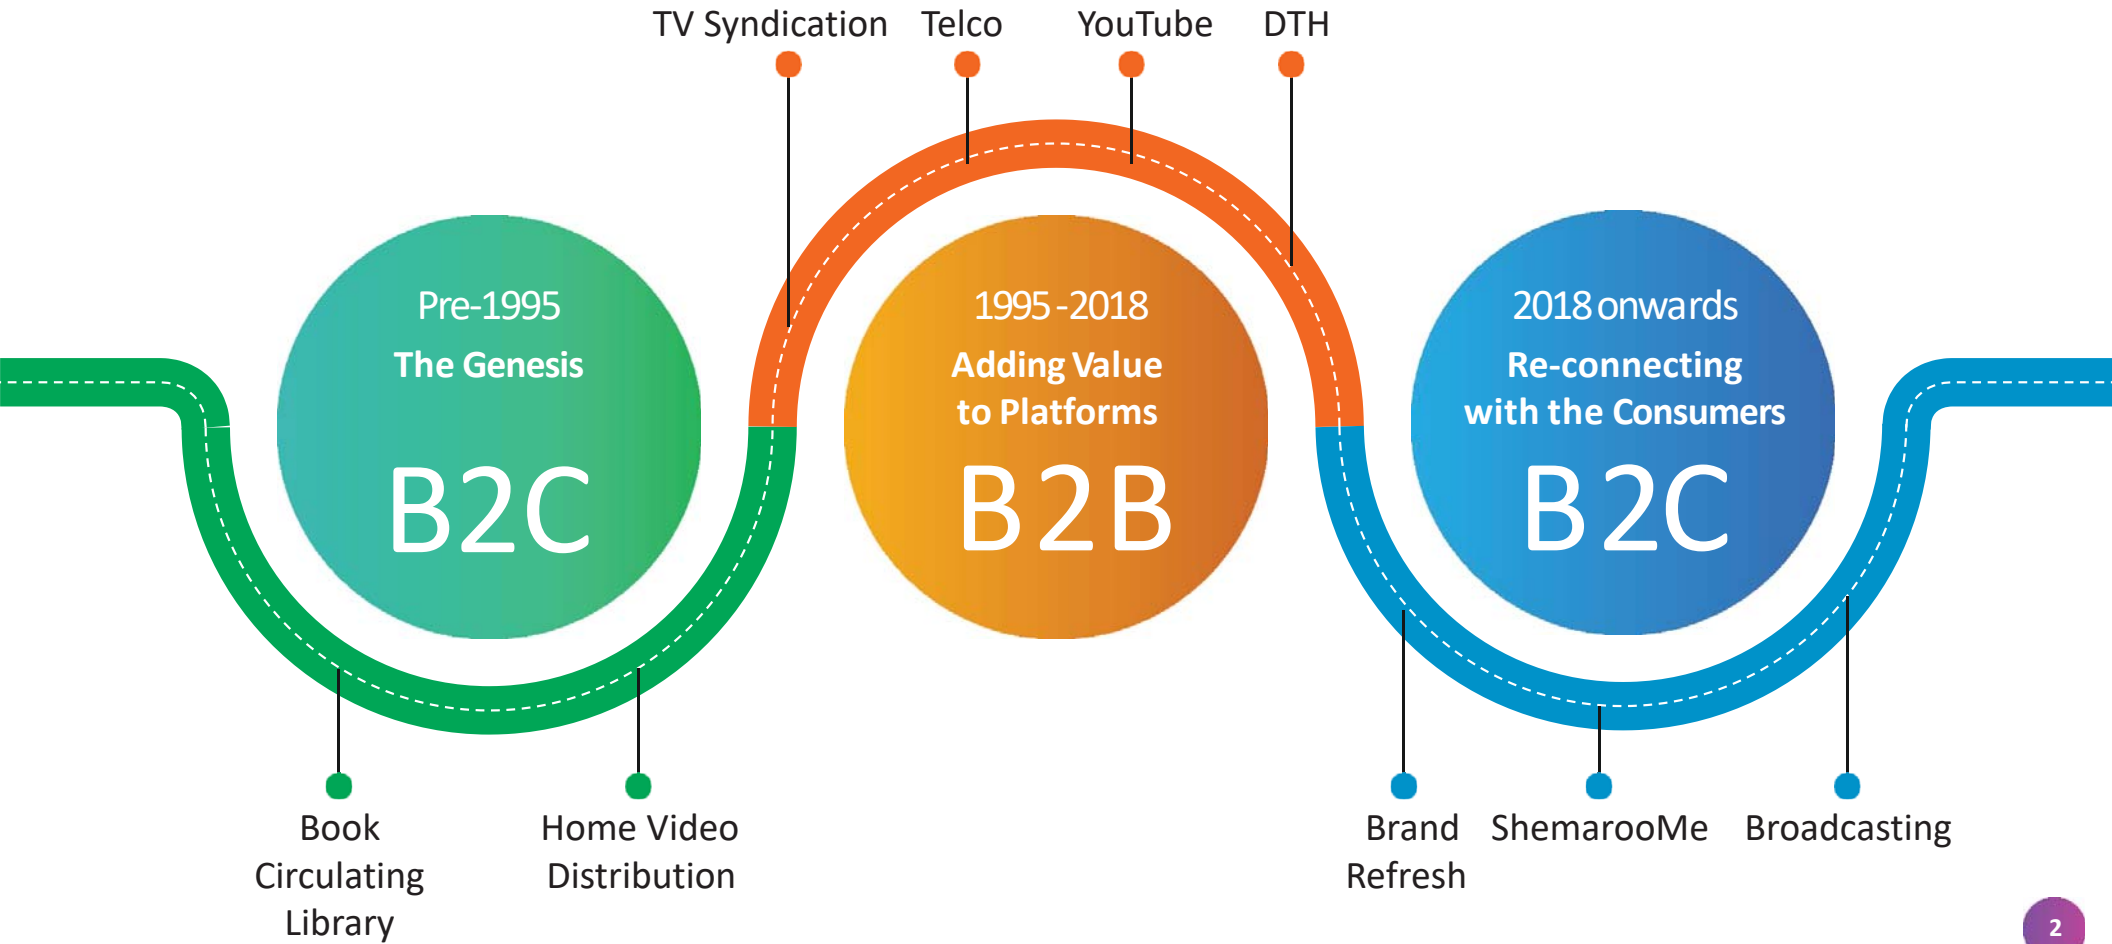 TV Syndication
Telco
YouTube
DTH
Pre-1995
The Genesis
B2C
1995-2018
Adding Value
to Platforms
B2B
2018 onwards
Re-connecting
with the Consumers
B2C
Book
Circulating
Library
Home Video
Distribution
Brand
Refresh
ShemarooMe
Broadcasting
2